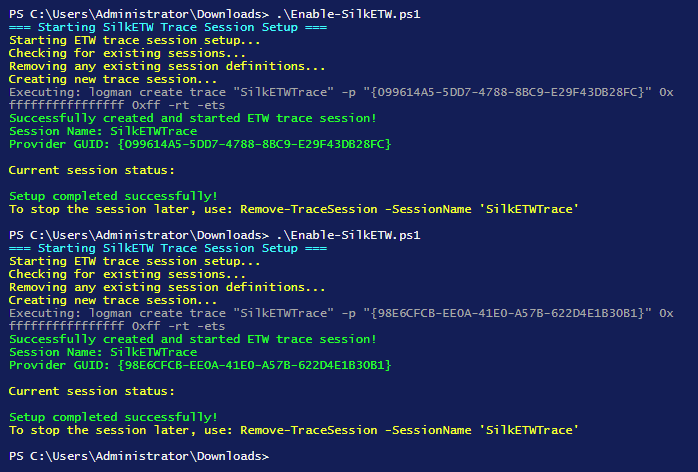 PS C:\Users\Administrator\Downloads> .\Enable-SilkETW.ps1
=== Starting SilkETW Trace Session Setup ===
Starting ETW trace session setup...
Checking for existing sessions...
Removing any existing session definitions...
Creating new trace session...
Executing: logman create trace "SilkETWTrace" -p "{099614A5-5DD7-4788-8BC9-E29F43DB28FC}" 0x
ffffffffffffffff 0xff -rt -ets
Successfully created and started ETW trace session!
Session Name: SilkETWTrace
Provider GUID: {099614A5-5DD7-4788-8BC9-E29F43DB28FC}
Current session status:
Setup completed successfully!
To stop the session later, use: Remove-TraceSession -SessionName 'SilkETWTrace'
PS C:\Users\Administrator\Downloads> .\Enable-SilkETW.ps1
=== Starting SilkETW Trace Session Setup ===
Starting ETW trace session setup...
Checking for existing sessions...
Removing any existing session definitions...
Creating new trace session...
Executing: logman create trace "SilkETWTrace" -p "{98E6CFCB-EE0A-41E0-A57B-622D4E1B30B1}" 0x
ffffffffffffffff 0xff -rt -ets
Successfully created and started ETW trace session!
Session Name: SilkETWTrace
Provider GUID: {98E6CFCB-EE0A-41E0-A57B-622D4E1B30B1}
Current session status:
Setup completed successfully!
To stop the session later, use: Remove-TraceSession -SessionName 'SilkETWTrace'
PS C:\Users\Administrator\Downloads>